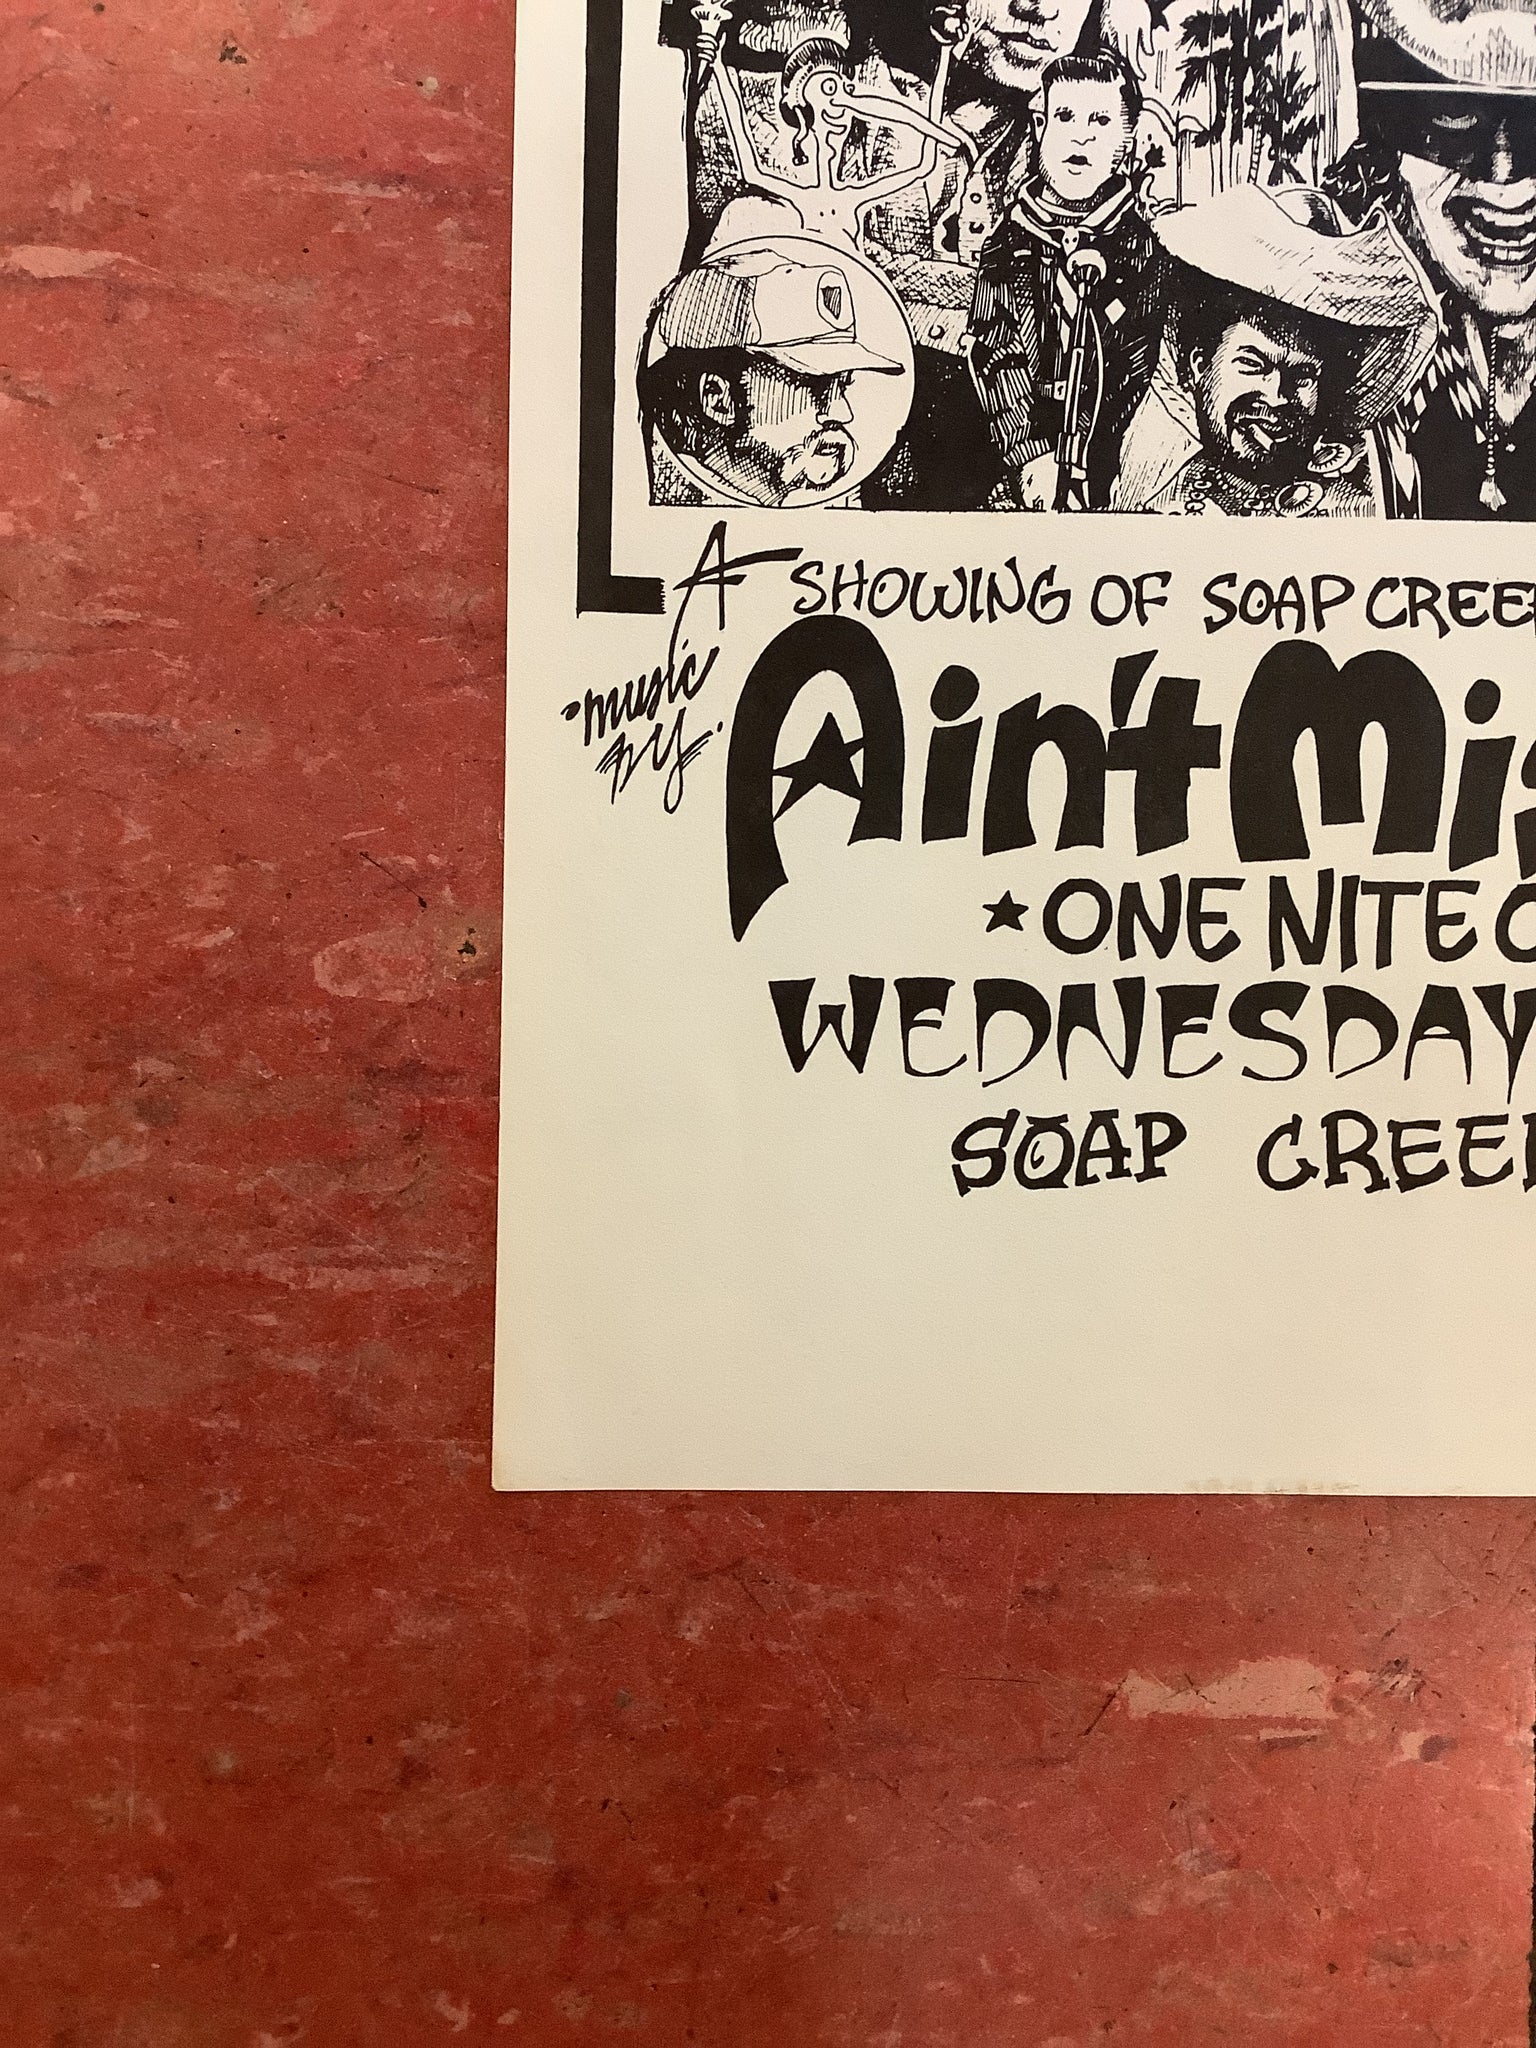 A SHOWING OF SOAP CREE
music by
Ain't Mis
★ ONE NITE O
WEDNESDAY
SOAP CREE